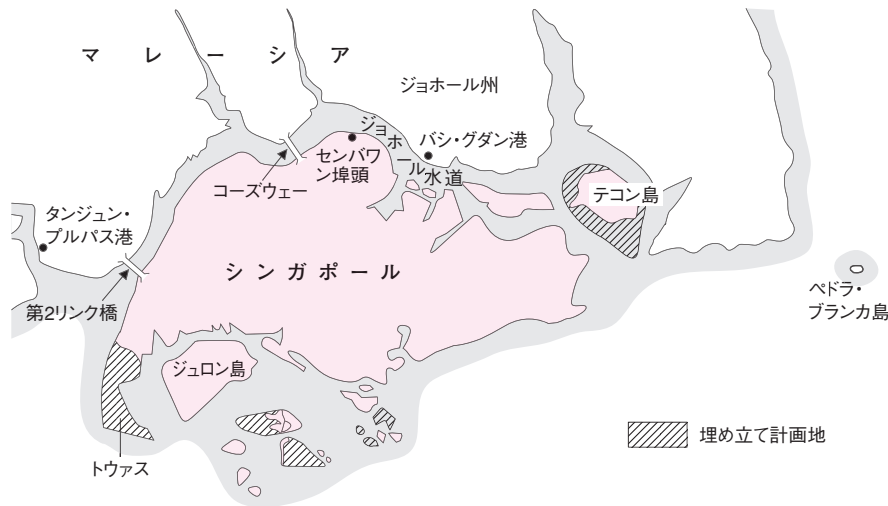 マレーシア
ジョホール州
ジョホール水道
パシ・グダン港
センバワ
ン埠頭
コーズウェー
テコン島
タンジュン・
プルパス港
シンガポール
第2リンク橋
ペドラ・
ブランカ島
ジュロン島
埋め立て計画地
トウァス